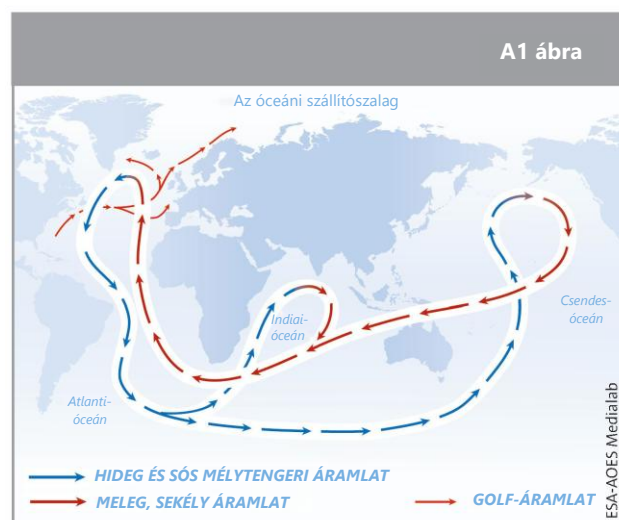 A1 ábra
Az óceáni szállítószalag
Indiai-
óceán
Csendes-
óceán
Atlanti-
óceán
HIDEG ÉS SÓS MÉLYTENGERI ÁRAMLAT
MELEG, SEKÉLY ÁRAMLAT
GOLF-ÁRAMLAT
ESA-AOES Medialab